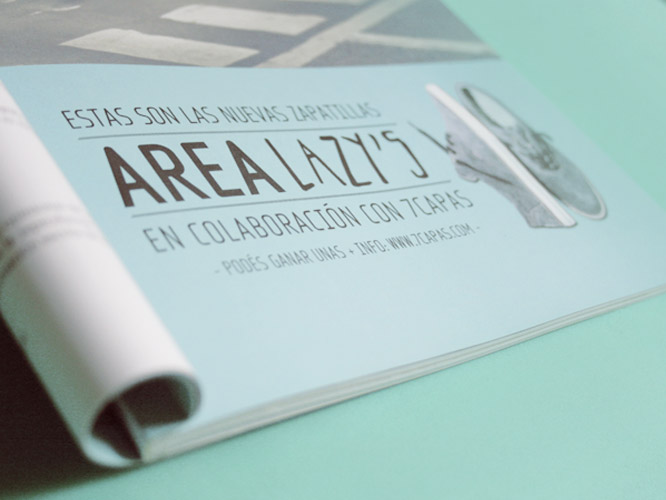 ESTAS SON LAS NUEVAS ZAPATILLAS
AREA LAZY'S
EN COLABORACIÓN CON 7CAPAS
- PODÉS GANAR UNAS + INFO: WWW.7CAPAS.COM -